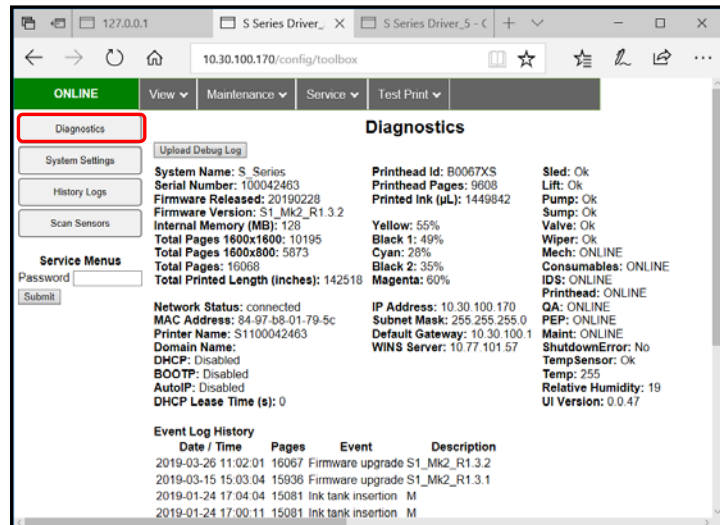 127.0.0.1
S Series Driver_
S Series Driver_5 - (
10.30.100.170/config/toolbox
ONLINE
View
Maintenance
Service
Test Print
Diagnostics
System Settings
History Logs
Scan Sensors
Service Menus
Password
Submit
Diagnostics
Upload Debug Log
System Name: S_Series
Serial Number: 100042463
Firmware Released: 20190228
Firmware Version: S1_Mk2_R1.3.2
Internal Memory (MB): 128
Total Pages 1600x1600: 10195
Total Pages 1600x800: 5873
Total Pages: 16068
Total Printed Length (inches): 142518
Network Status: connected
MAC Address: 84-97-b8-01-79-5c
Printer Name: S1100042463
Domain Name:
DHCP: Disabled
BOOTP: Disabled
AutoIP: Disabled
DHCP Lease Time (s): 0
Printhead Id: B0067XS
Printhead Pages: 9608
Printed Ink (µL): 1449842
Yellow: 55%
Black 1: 49%
Cyan: 28%
Black 2: 35%
Magenta: 60%
IP Address: 10.30.100.170
Subnet Mask: 255.255.255.0
Default Gateway: 10.30.100.1
WINS Server: 10.77.101.57
Sled: Ok
Lift: Ok
Pump: Ok
Sump: Ok
Valve: Ok
Wiper: Ok
Mech: ONLINE
Consumables: ONLINE
IDS: ONLINE
Printhead: ONLINE
QA: ONLINE
PEP: ONLINE
Maint: ONLINE
ShutdownError: No
TempSensor: Ok
Temp: 255
Relative Humidity: 19
UI Version: 0.0.47
Event Log History
Date / Time Pages Event Description
2019-03-26 11:02:01 16067 Firmware upgrade S1_Mk2_R1.3.2
2019-03-15 15:03:04 15936 Firmware upgrade S1_Mk2_R1.3.1
2019-01-24 17:04:04 15081 Ink tank insertion M
2019-01-24 17:00:11 15081 Ink tank insertion M